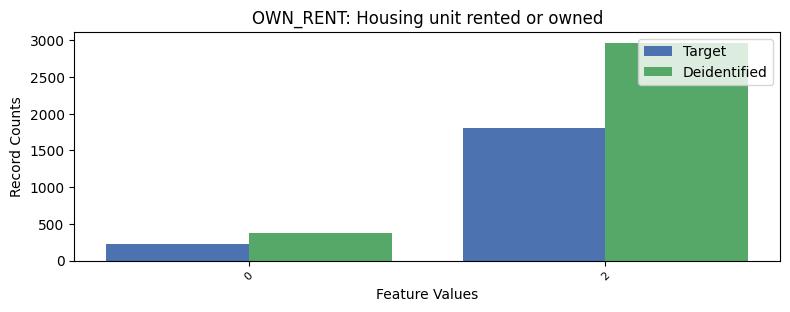 OWN_RENT: Housing unit rented or owned
Target
Deidentified
Record Counts
3000
2500
2000
1500
1000
500
0
0
2
Feature Values